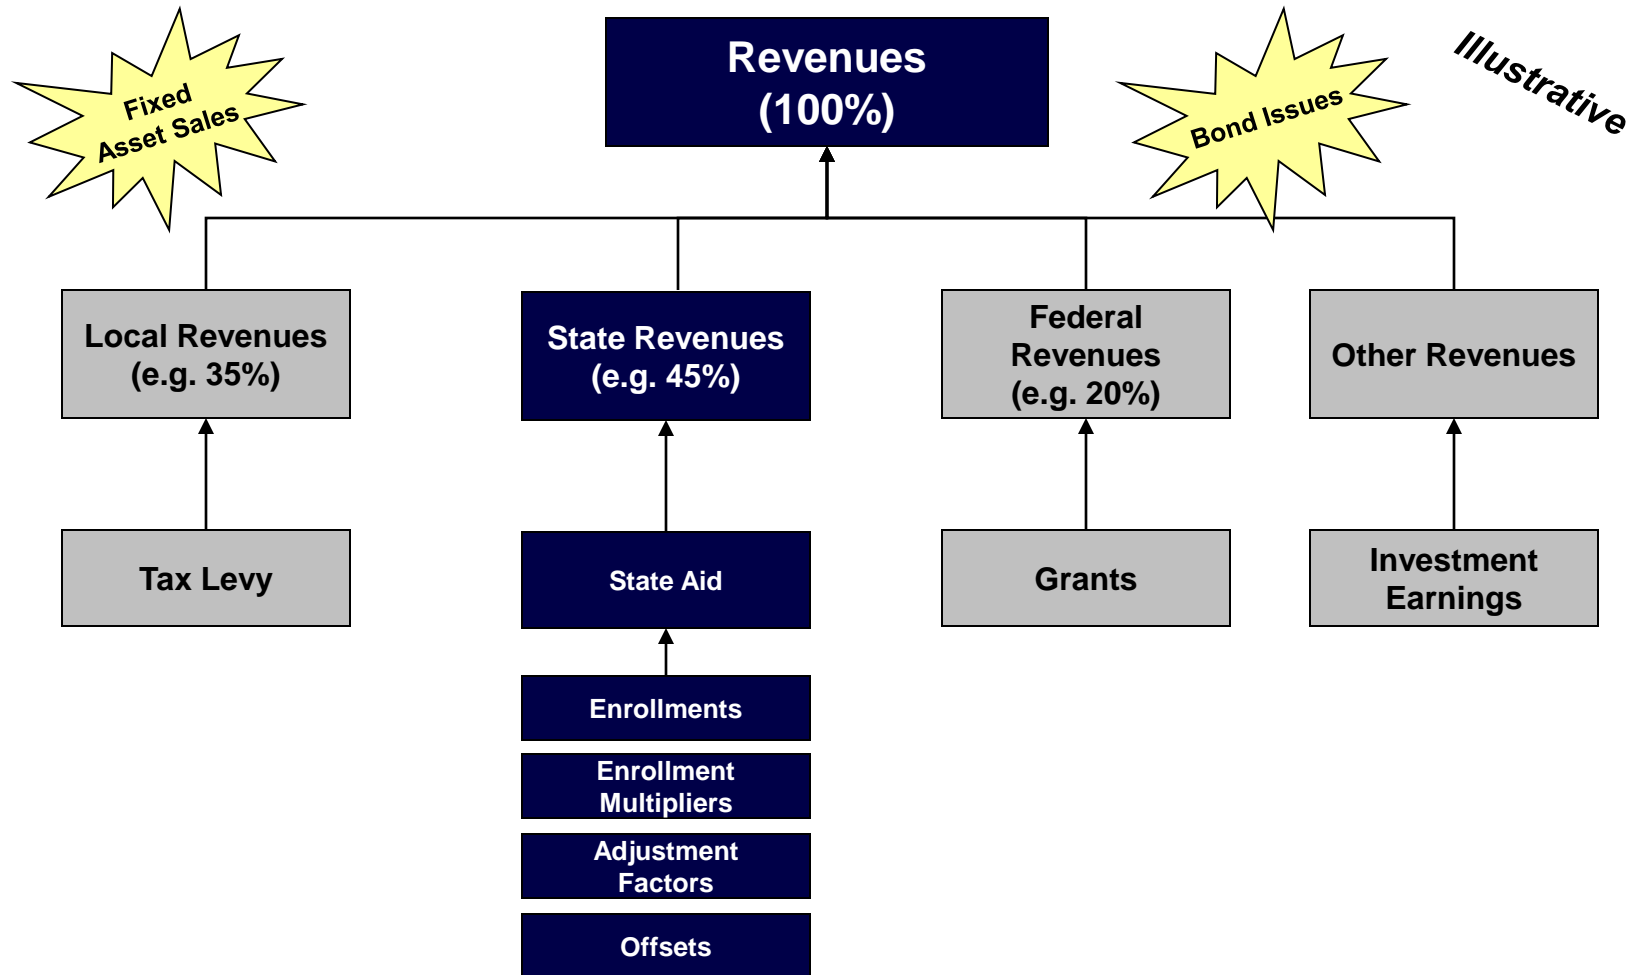 Revenues
(100%)
Fixed
Asset Sales
Bond Issues
Illustrative
Local Revenues
(e.g. 35%)
State Revenues
(e.g. 45%)
Federal
Revenues
(e.g. 20%)
Other Revenues
Tax Levy
State Aid
Grants
Investment
Earnings
Enrollments
Enrollment
Multipliers
Adjustment
Factors
Offsets